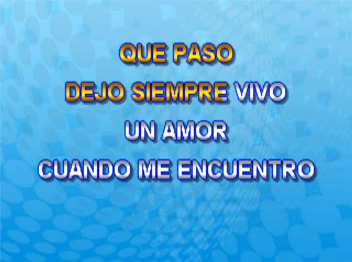 QUE PASO
DEJO SIEMPRE VIVO
UN AMOR
CUANDO ME ENCUENTRO